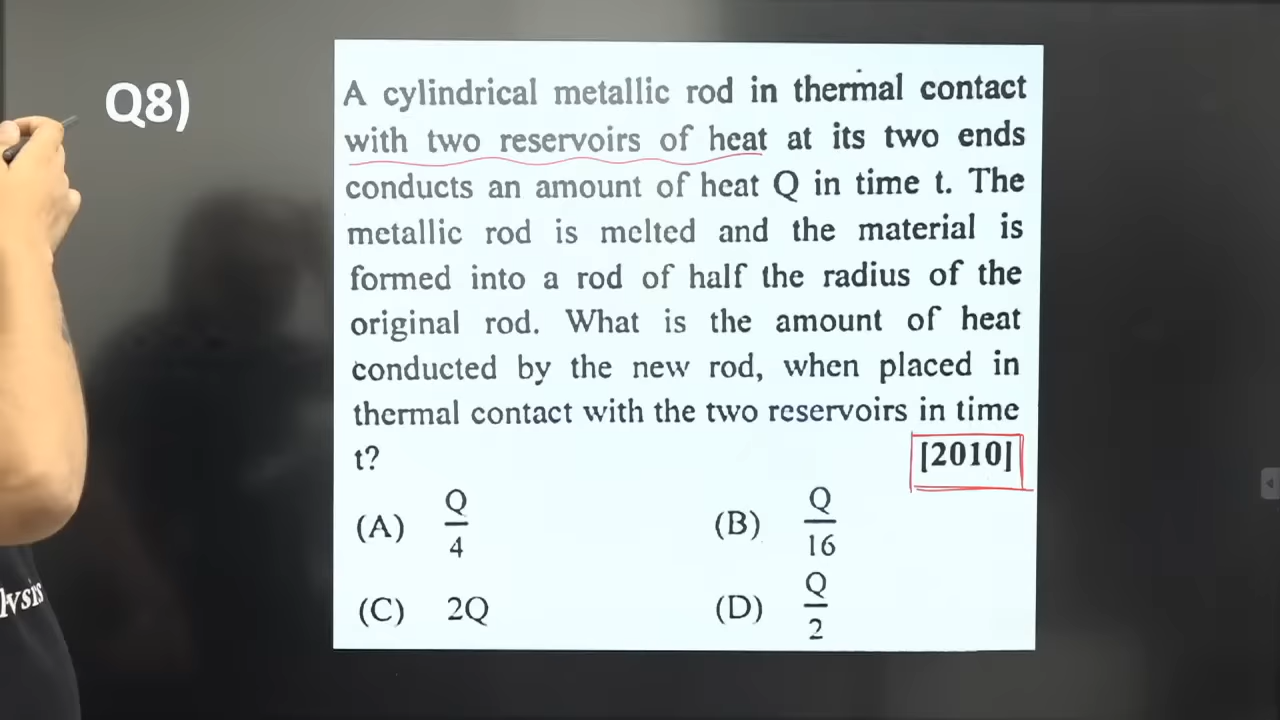 Q8)
A cylindrical metallic rod in thermal contact
with two reservoirs of heat at its two ends
conducts an amount of heat Q in time t. The
metallic rod is melted and the material is
formed into a rod of half the radius of the
original rod. What is the amount of heat
conducted by the new rod, when placed in
thermal contact with the two reservoirs in time
t? [2010]
(A) Q/4 (B) Q/16
(C) 2Q (D) Q/2